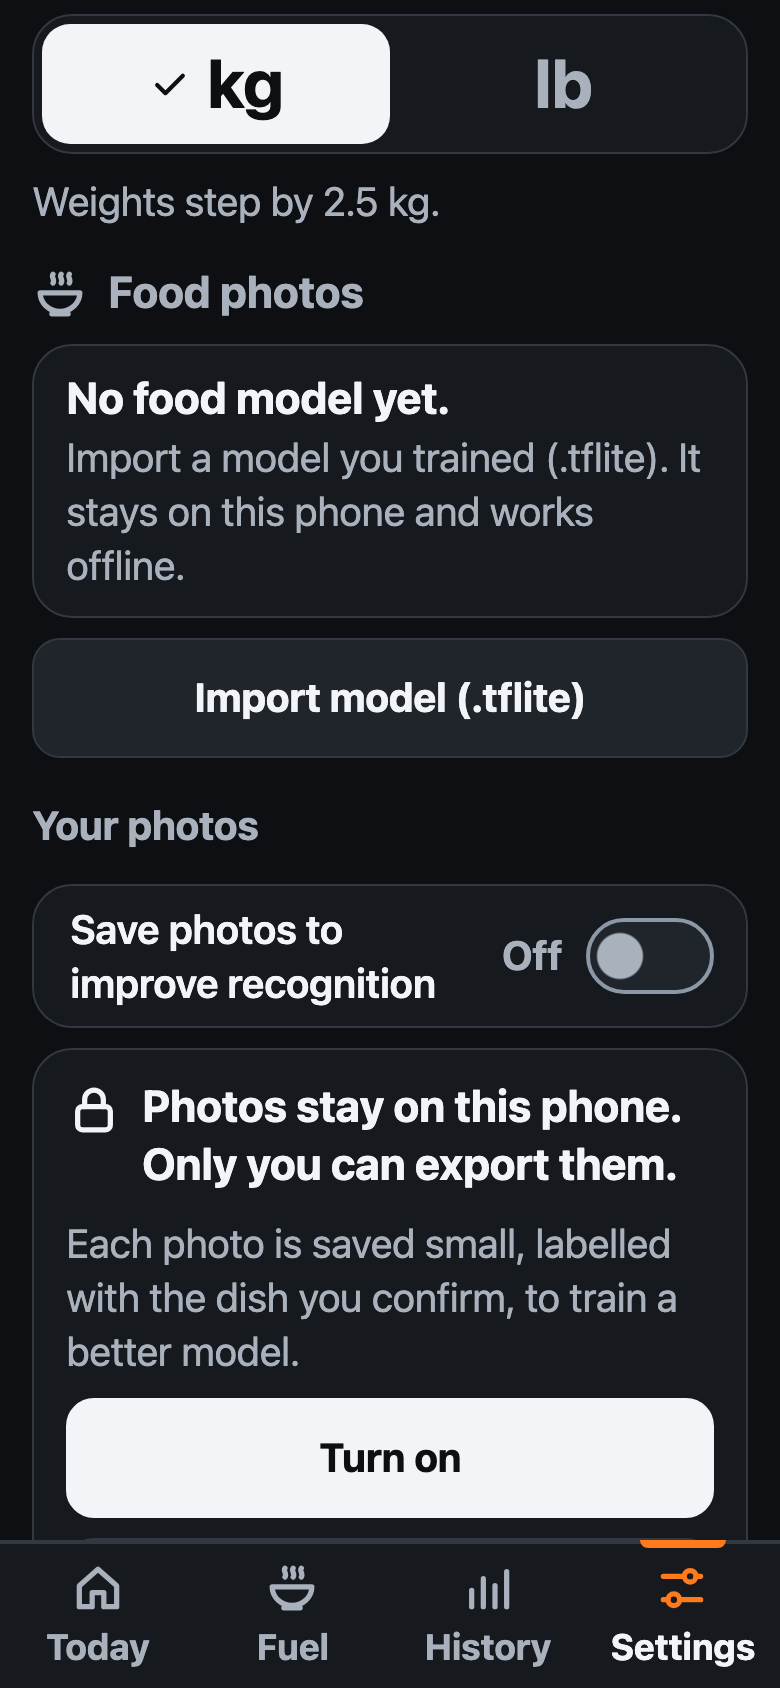 kg
lb
Weights step by 2.5 kg.
Food photos
No food model yet.
Import a model you trained (.tflite). It
stays on this phone and works
offline.
Import model (.tflite)
Your photos
Save photos to
improve recognition
Off
Photos stay on this phone.
Only you can export them.
Each photo is saved small, labelled
with the dish you confirm, to train a
better model.
Turn on
Today
Fuel
History
Settings